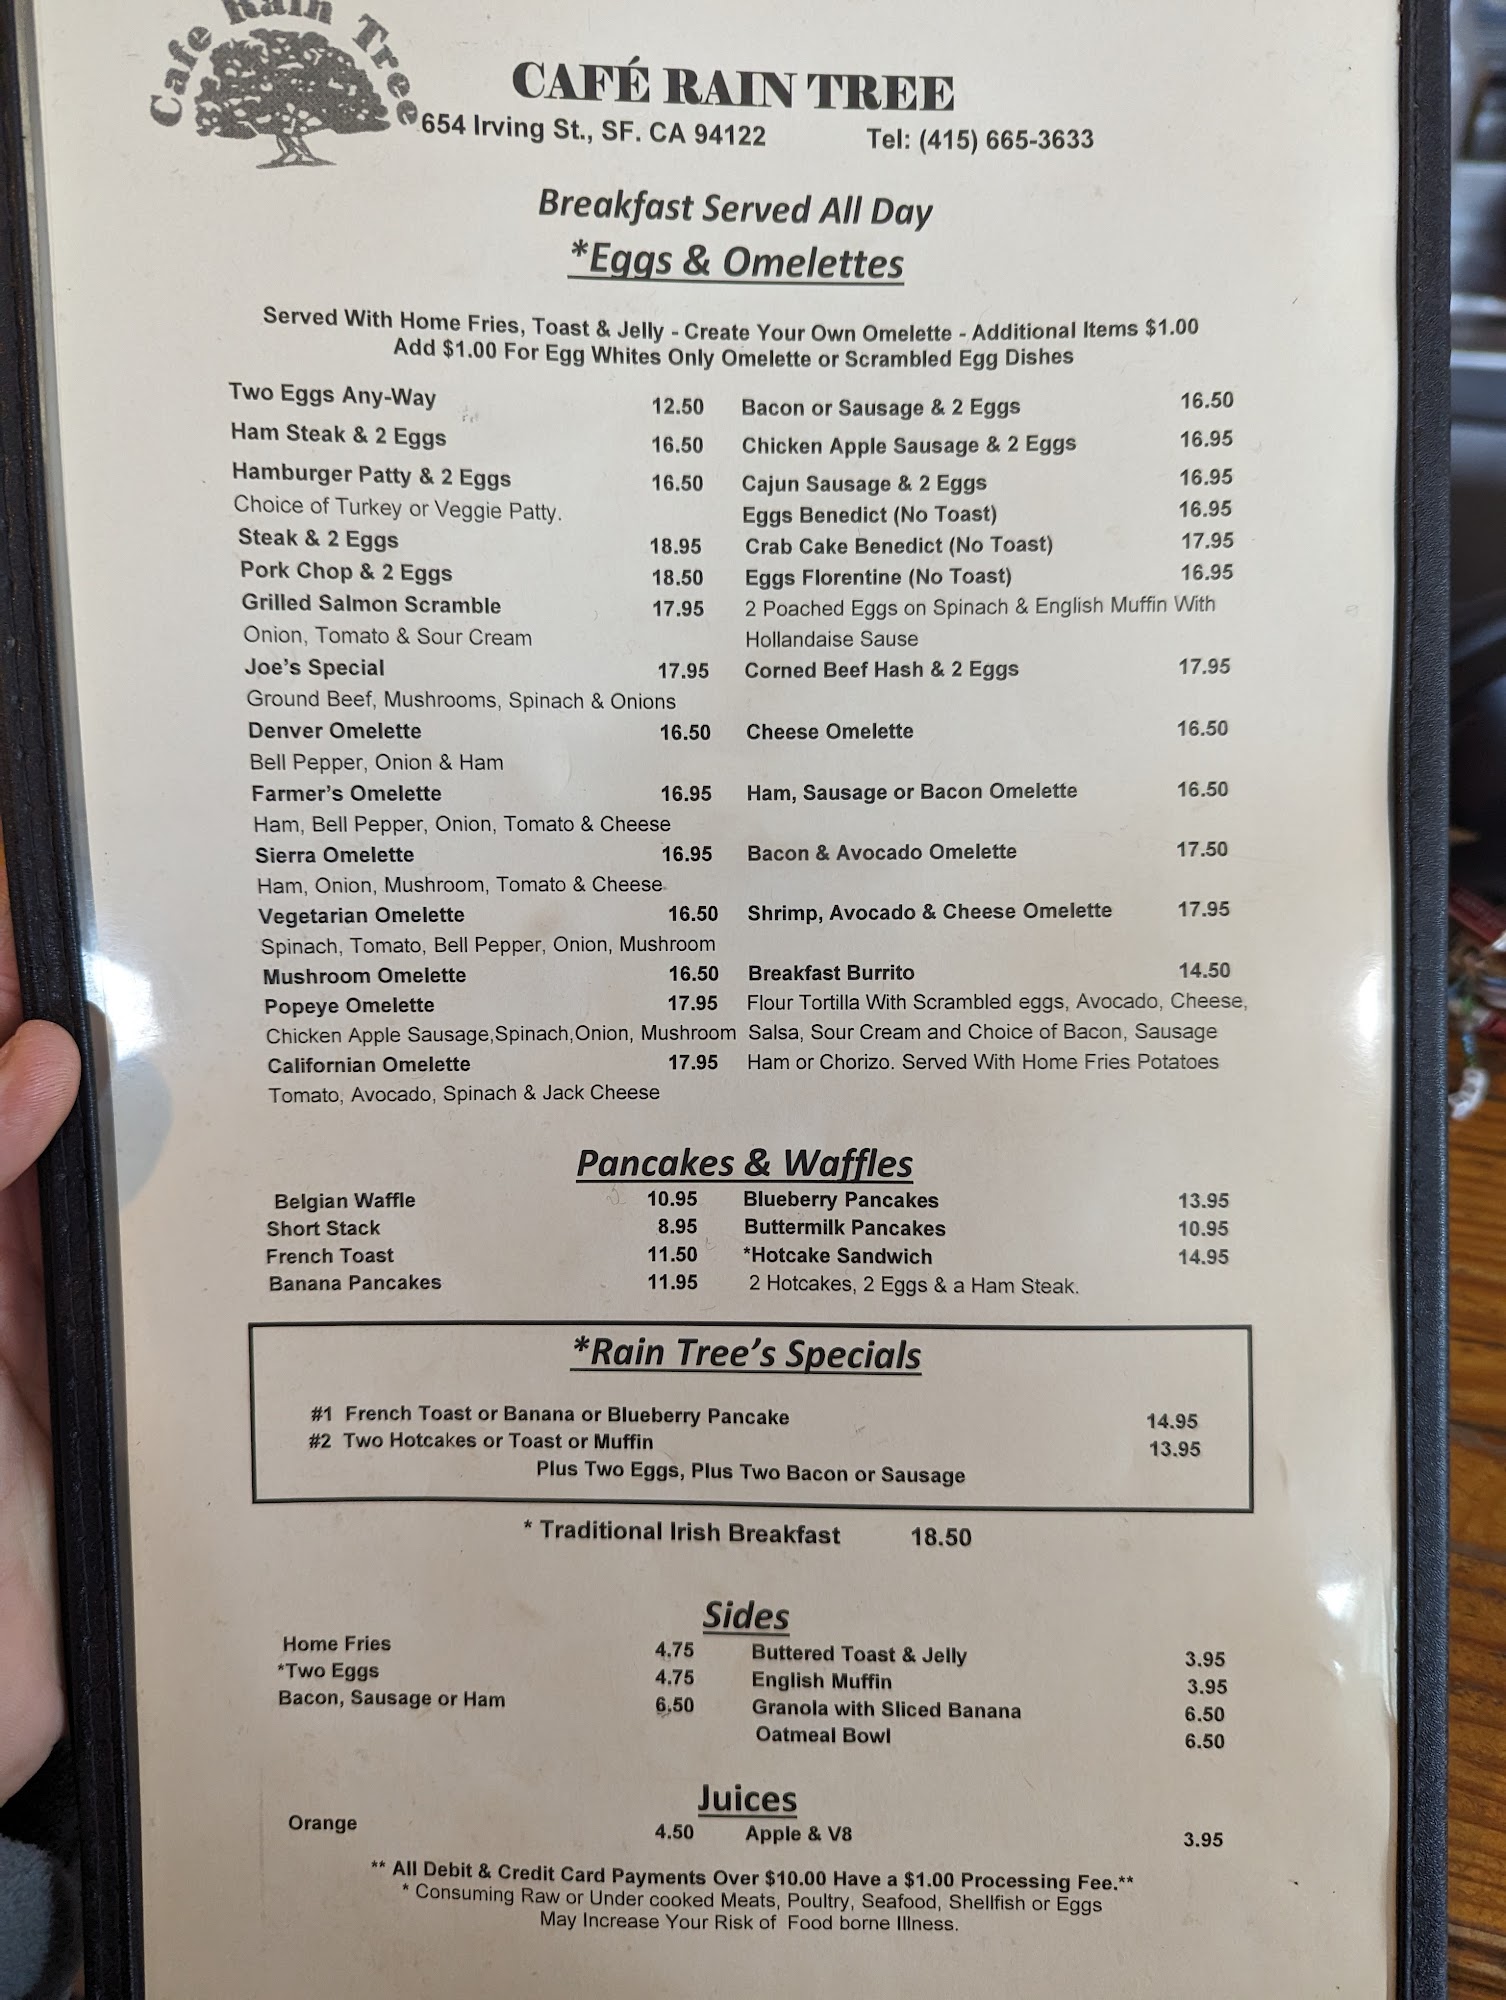 Cafe Rain Tree
CAFÉ RAIN TREE
654 Irving St., SF. CA 94122 Tel: (415) 665-3633
Breakfast Served All Day
*Eggs & Omelettes
Served With Home Fries, Toast & Jelly - Create Your Own Omelette - Additional Items $1.00
Add $1.00 For Egg Whites Only Omelette or Scrambled Egg Dishes
Two Eggs Any-Way 12.50 Bacon or Sausage & 2 Eggs 16.50
Ham Steak & 2 Eggs 16.50 Chicken Apple Sausage & 2 Eggs 16.95
Hamburger Patty & 2 Eggs 16.50 Cajun Sausage & 2 Eggs 16.95
Choice of Turkey or Veggie Patty. Eggs Benedict (No Toast) 16.95
Steak & 2 Eggs 18.95 Crab Cake Benedict (No Toast) 17.95
Pork Chop & 2 Eggs 18.50 Eggs Florentine (No Toast) 16.95
Grilled Salmon Scramble 17.95 2 Poached Eggs on Spinach & English Muffin With
Onion, Tomato & Sour Cream Hollandaise Sause
Joe's Special 17.95 Corned Beef Hash & 2 Eggs 17.95
Ground Beef, Mushrooms, Spinach & Onions
Denver Omelette 16.50 Cheese Omelette 16.50
Bell Pepper, Onion & Ham
Farmer's Omelette 16.95 Ham, Sausage or Bacon Omelette 16.50
Ham, Bell Pepper, Onion, Tomato & Cheese
Sierra Omelette 16.95 Bacon & Avocado Omelette 17.50
Ham, Onion, Mushroom, Tomato & Cheese
Vegetarian Omelette 16.50 Shrimp, Avocado & Cheese Omelette 17.95
Spinach, Tomato, Bell Pepper, Onion, Mushroom
Mushroom Omelette 16.50 Breakfast Burrito 14.50
Popeye Omelette 17.95 Flour Tortilla With Scrambled eggs, Avocado, Cheese,
Chicken Apple Sausage,Spinach,Onion, Mushroom Salsa, Sour Cream and Choice of Bacon, Sausage
Californian Omelette 17.95 Ham or Chorizo. Served With Home Fries Potatoes
Tomato, Avocado, Spinach & Jack Cheese
Pancakes & Waffles
Belgian Waffle 10.95 Blueberry Pancakes 13.95
Short Stack 8.95 Buttermilk Pancakes 10.95
French Toast 11.50 *Hotcake Sandwich 14.95
Banana Pancakes 11.95 2 Hotcakes, 2 Eggs & a Ham Steak.
*Rain Tree's Specials
#1 French Toast or Banana or Blueberry Pancake 14.95
#2 Two Hotcakes or Toast or Muffin 13.95
Plus Two Eggs, Plus Two Bacon or Sausage
* Traditional Irish Breakfast 18.50
Sides
Home Fries 4.75 Buttered Toast & Jelly 3.95
*Two Eggs 4.75 English Muffin 3.95
Bacon, Sausage or Ham 6.50 Granola with Sliced Banana 6.50
Oatmeal Bowl 6.50
Juices
Orange 4.50 Apple & V8 3.95
** All Debit & Credit Card Payments Over $10.00 Have a $1.00 Processing Fee.**
* Consuming Raw or Under cooked Meats, Poultry, Seafood, Shellfish or Eggs
May Increase Your Risk of Food borne Illness.